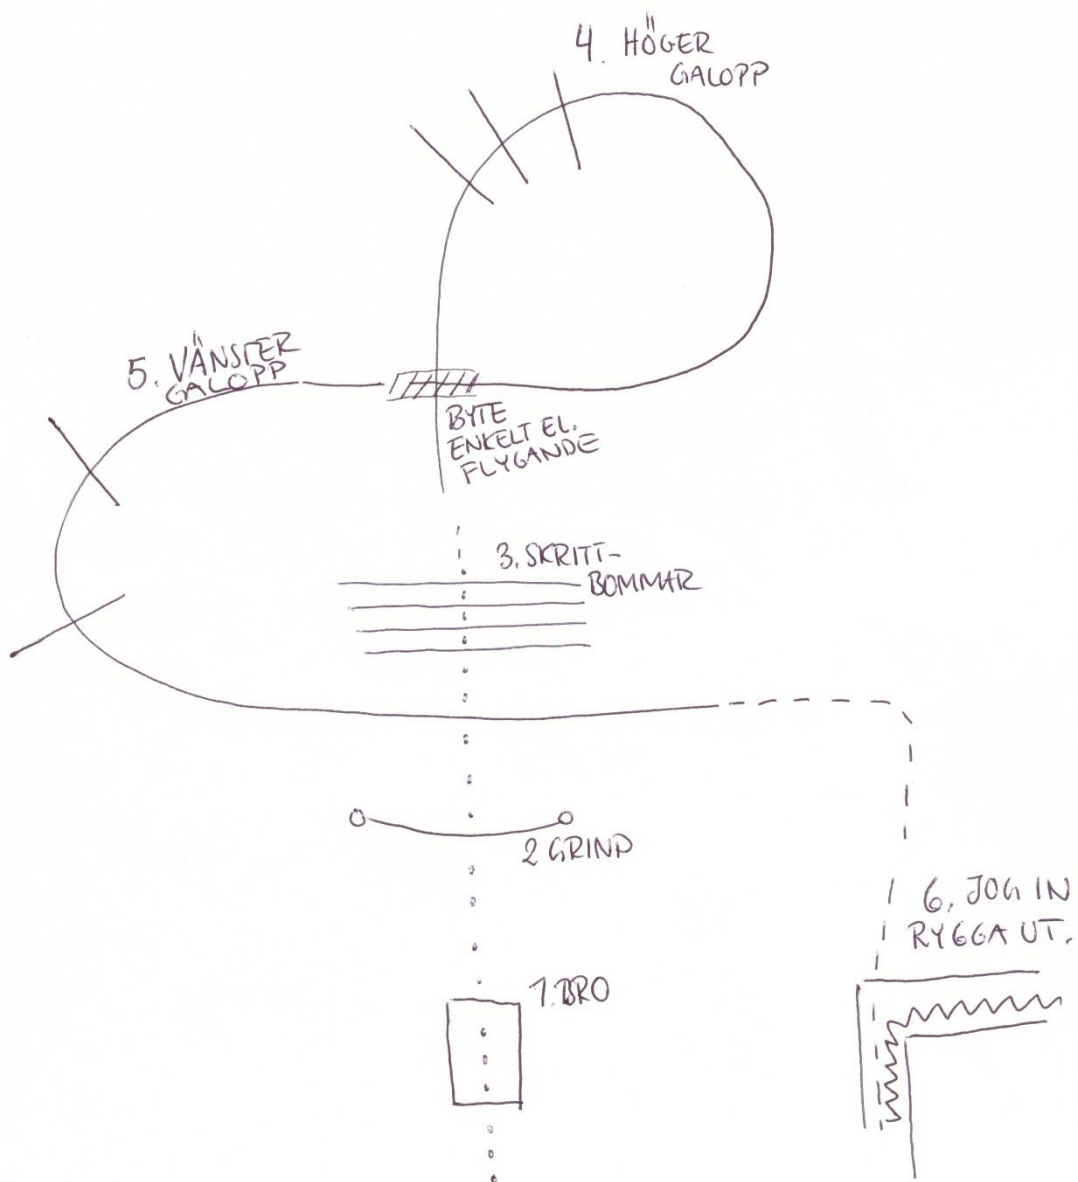 4. HÖGER
GALOPP
5. VÄNSTER
GALOPP
BYTE
ENKELT EL.
FLYGANDE
3. SKRITT-
BOMMAR
2 GRIND
6. JOG IN
RYGGA UT.
1. BRO